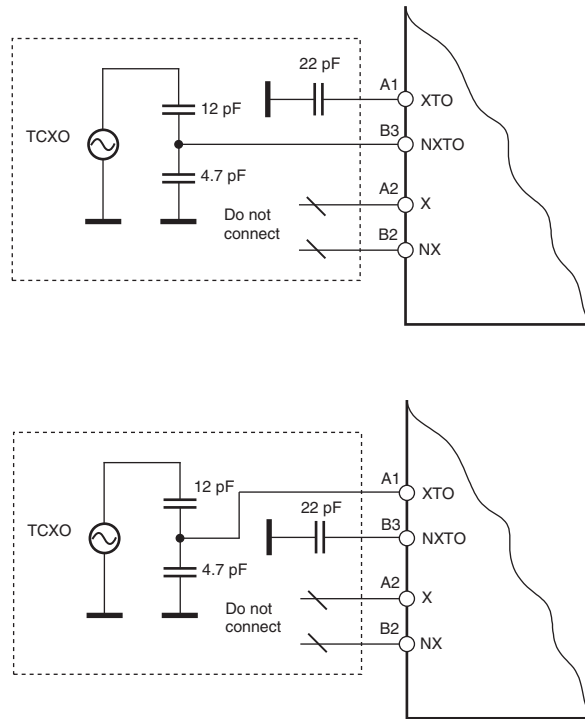 22 pF
A1
XTO
12 pF
B3
TCXO
NXTO
4.7 pF
A2
X
Do not
connect
B2
NX
A1
12 pF
XTO
22 pF
B3
TCXO
NXTO
4.7 pF
A2
X
Do not
connect
B2
NX